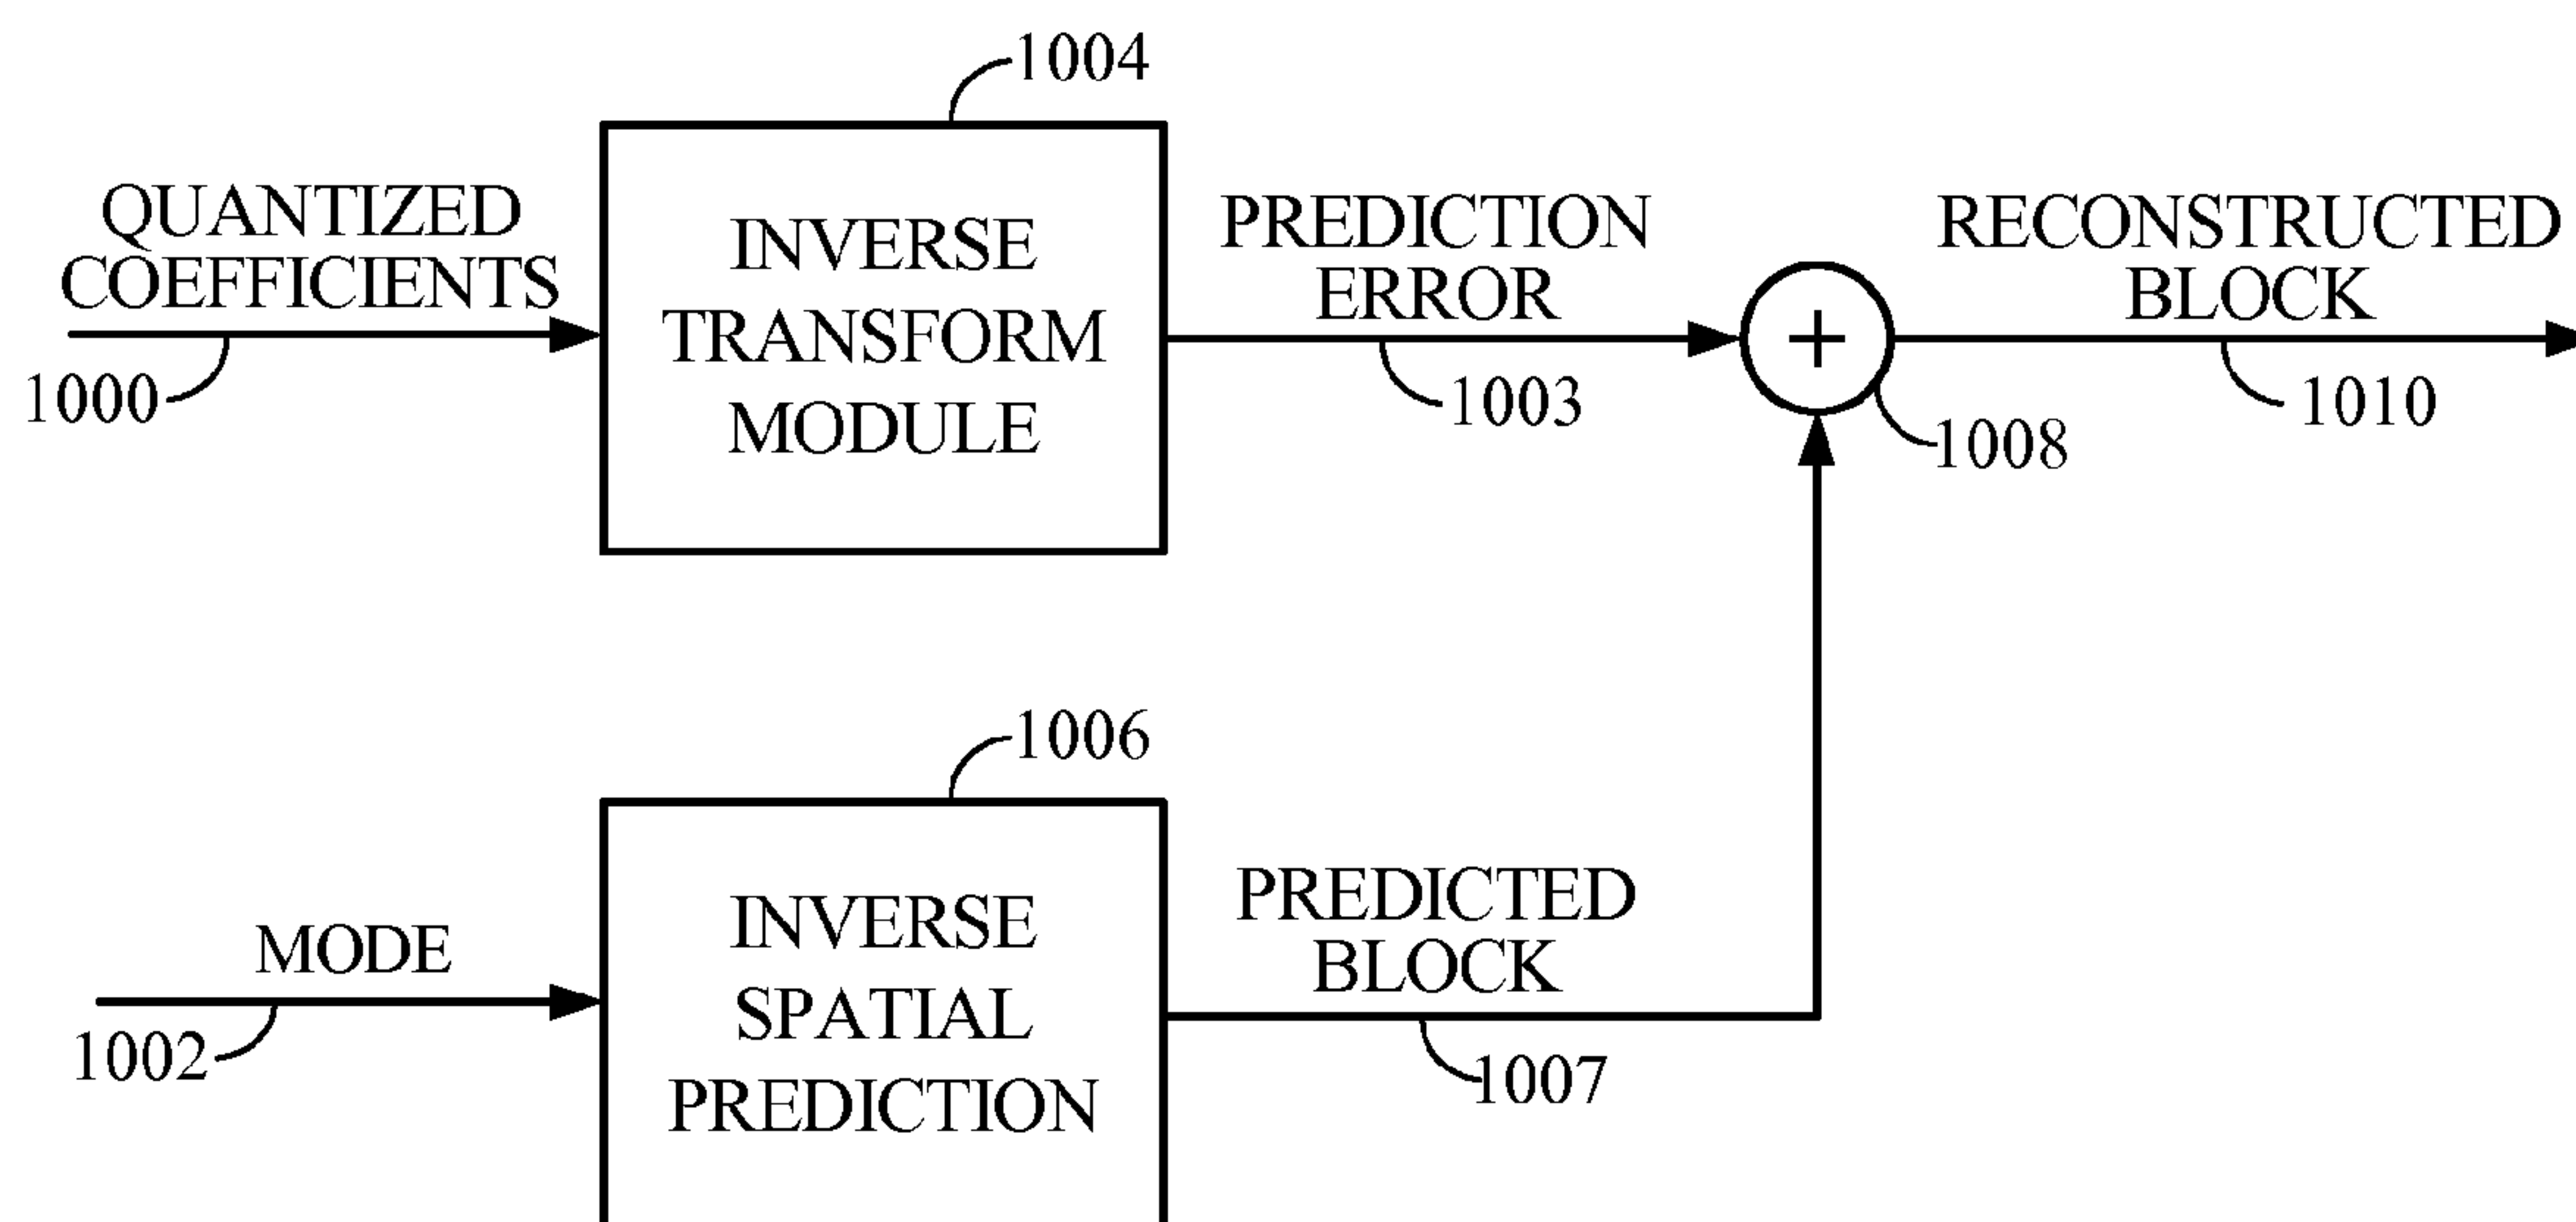 1004
QUANTIZED
COEFFICIENTS
1000
INVERSE
TRANSFORM
MODULE
PREDICTION
ERROR
1003
+
1008
RECONSTRUCTED
BLOCK
1010
1006
MODE
1002
INVERSE
SPATIAL
PREDICTION
PREDICTED
BLOCK
1007